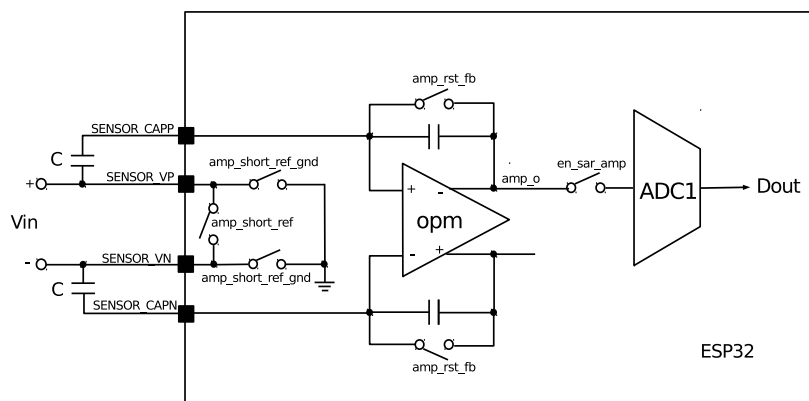 amp_rst_fb
SENSOR_CAPP
C
SENSOR_VP
amp_short_ref_gnd
+
+
-
amp_o
en_sar_amp
ADC1
Dout
Vin
amp_short_ref
opm
-
SENSOR_VN
-
+
amp_short_ref_gnd
C
SENSOR_CAPN
amp_rst_fb
ESP32